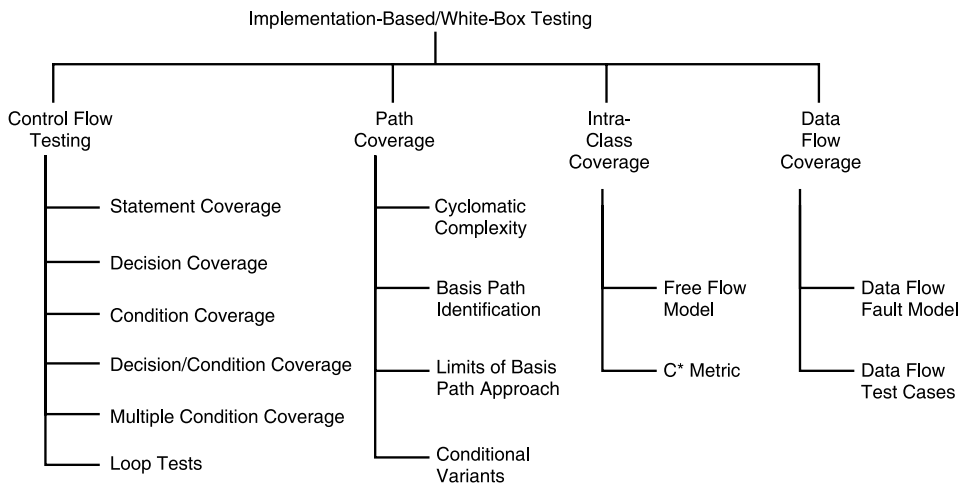 Implementation-Based/White-Box Testing
Control Flow
Testing
Statement Coverage
Decision Coverage
Condition Coverage
Decision/Condition Coverage
Multiple Condition Coverage
Loop Tests
Path
Coverage
Cyclomatic
Complexity
Basis Path
Identification
Limits of Basis
Path Approach
Conditional
Variants
Intra-
Class
Coverage
Free Flow
Model
C* Metric
Data
Flow
Coverage
Data Flow
Fault Model
Data Flow
Test Cases